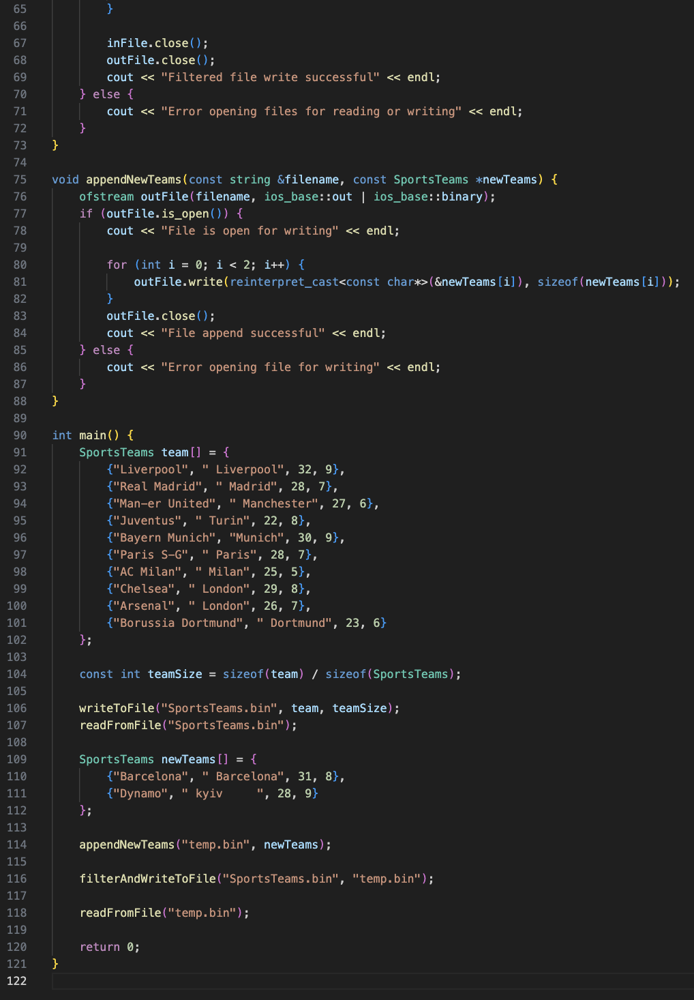 65        }
66
67        inFile.close();
68        outFile.close();
69        cout << "Filtered file write successful" << endl;
70    } else {
71        cout << "Error opening files for reading or writing" << endl;
72    }
73 }
74
75 void appendNewTeams(const string &filename, const SportsTeams *newTeams) {
76    ofstream outFile(filename, ios_base::out | ios_base::binary);
77    if (outFile.is_open()) {
78        cout << "File is open for writing" << endl;
79
80        for (int i = 0; i < 2; i++) {
81            outFile.write(reinterpret_cast<const char*>(&newTeams[i]), sizeof(newTeams[i]));
82        }
83        outFile.close();
84        cout << "File append successful" << endl;
85    } else {
86        cout << "Error opening file for writing" << endl;
87    }
88 }
89
90 int main() {
91    SportsTeams team[] = {
92        {"Liverpool", " Liverpool", 32, 9},
93        {"Real Madrid", " Madrid", 28, 7},
94        {"Man-er United", " Manchester", 27, 6},
95        {"Juventus", " Turin", 22, 8},
96        {"Bayern Munich", "Munich", 30, 9},
97        {"Paris S-G", " Paris", 28, 7},
98        {"AC Milan", " Milan", 25, 5},
99        {"Chelsea", " London", 29, 8},
100        {"Arsenal", " London", 26, 7},
101        {"Borussia Dortmund", " Dortmund", 23, 6}
102    };
103
104    const int teamSize = sizeof(team) / sizeof(SportsTeams);
105
106    writeToFile("SportsTeams.bin", team, teamSize);
107    readFromFile("SportsTeams.bin");
108
109    SportsTeams newTeams[] = {
110        {"Barcelona", " Barcelona", 31, 8},
111        {"Dynamo", " kyiv     ", 28, 9}
112    };
113
114    appendNewTeams("temp.bin", newTeams);
115
116    filterAndWriteToFile("SportsTeams.bin", "temp.bin");
117
118    readFromFile("temp.bin");
119
120    return 0;
121 }
122